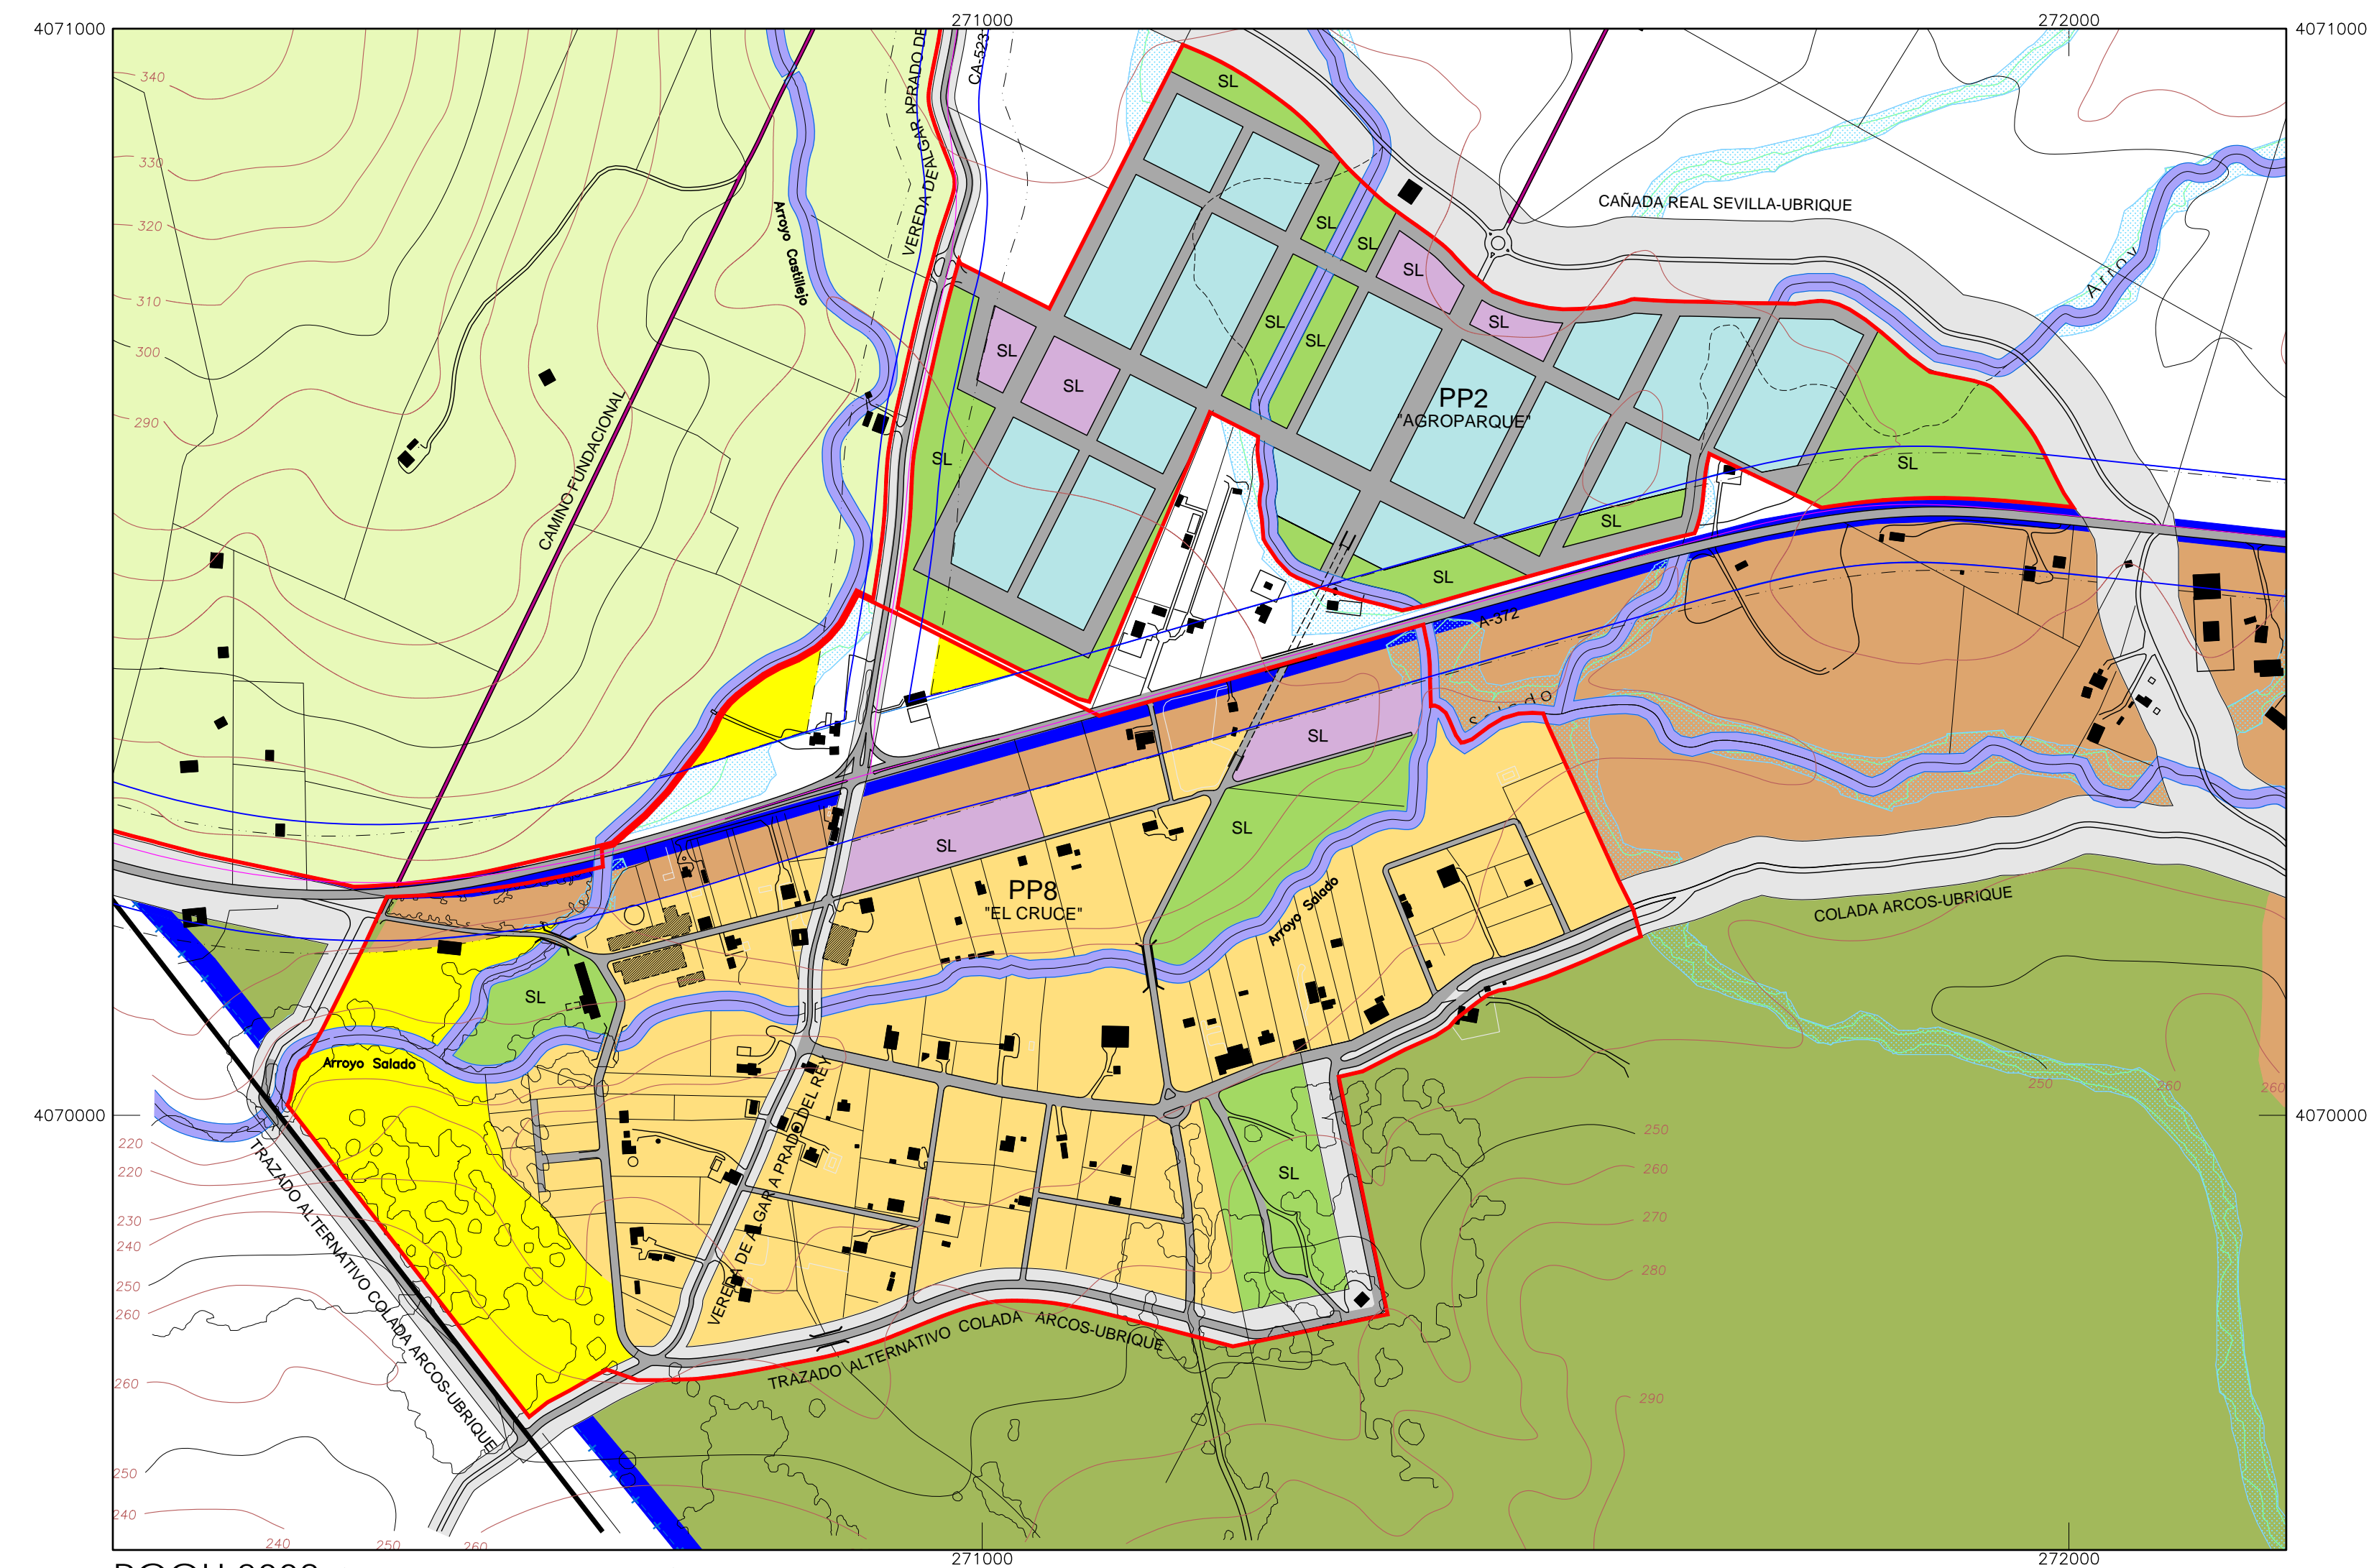 271000
272000
4071000
4071000
340
330
320
310
300
290
Arroyo Castillejo
VEREDA DE ALGAR A PRADO DE
CA-523
CAMINO FUNDACIONAL
SL
SL
SL
SL
SL
SL
SL
SL
SL
SL
SL
SL
SL
SL
CAÑADA REAL SEVILLA-UBRIQUE
PP2
"AGROPARQUE"
A-372
Salado
SL
SL
SL
SL
SL
PP8
"EL CRUCE"
Arroyo Salado
COLADA ARCOS-UBRIQUE
Arroyo Salado
4070000
4070000
220
220
230
240
250
260
260
250
240
240
250
260
TRAZADO ALTERNATIVO COLADA ARCOS-UBRIQUE
VEREDA DE ALGAR A PRADO DEL REY
TRAZADO ALTERNATIVO COLADA ARCOS-UBRIQUE
250
260
270
280
290
250
260
260
271000
272000